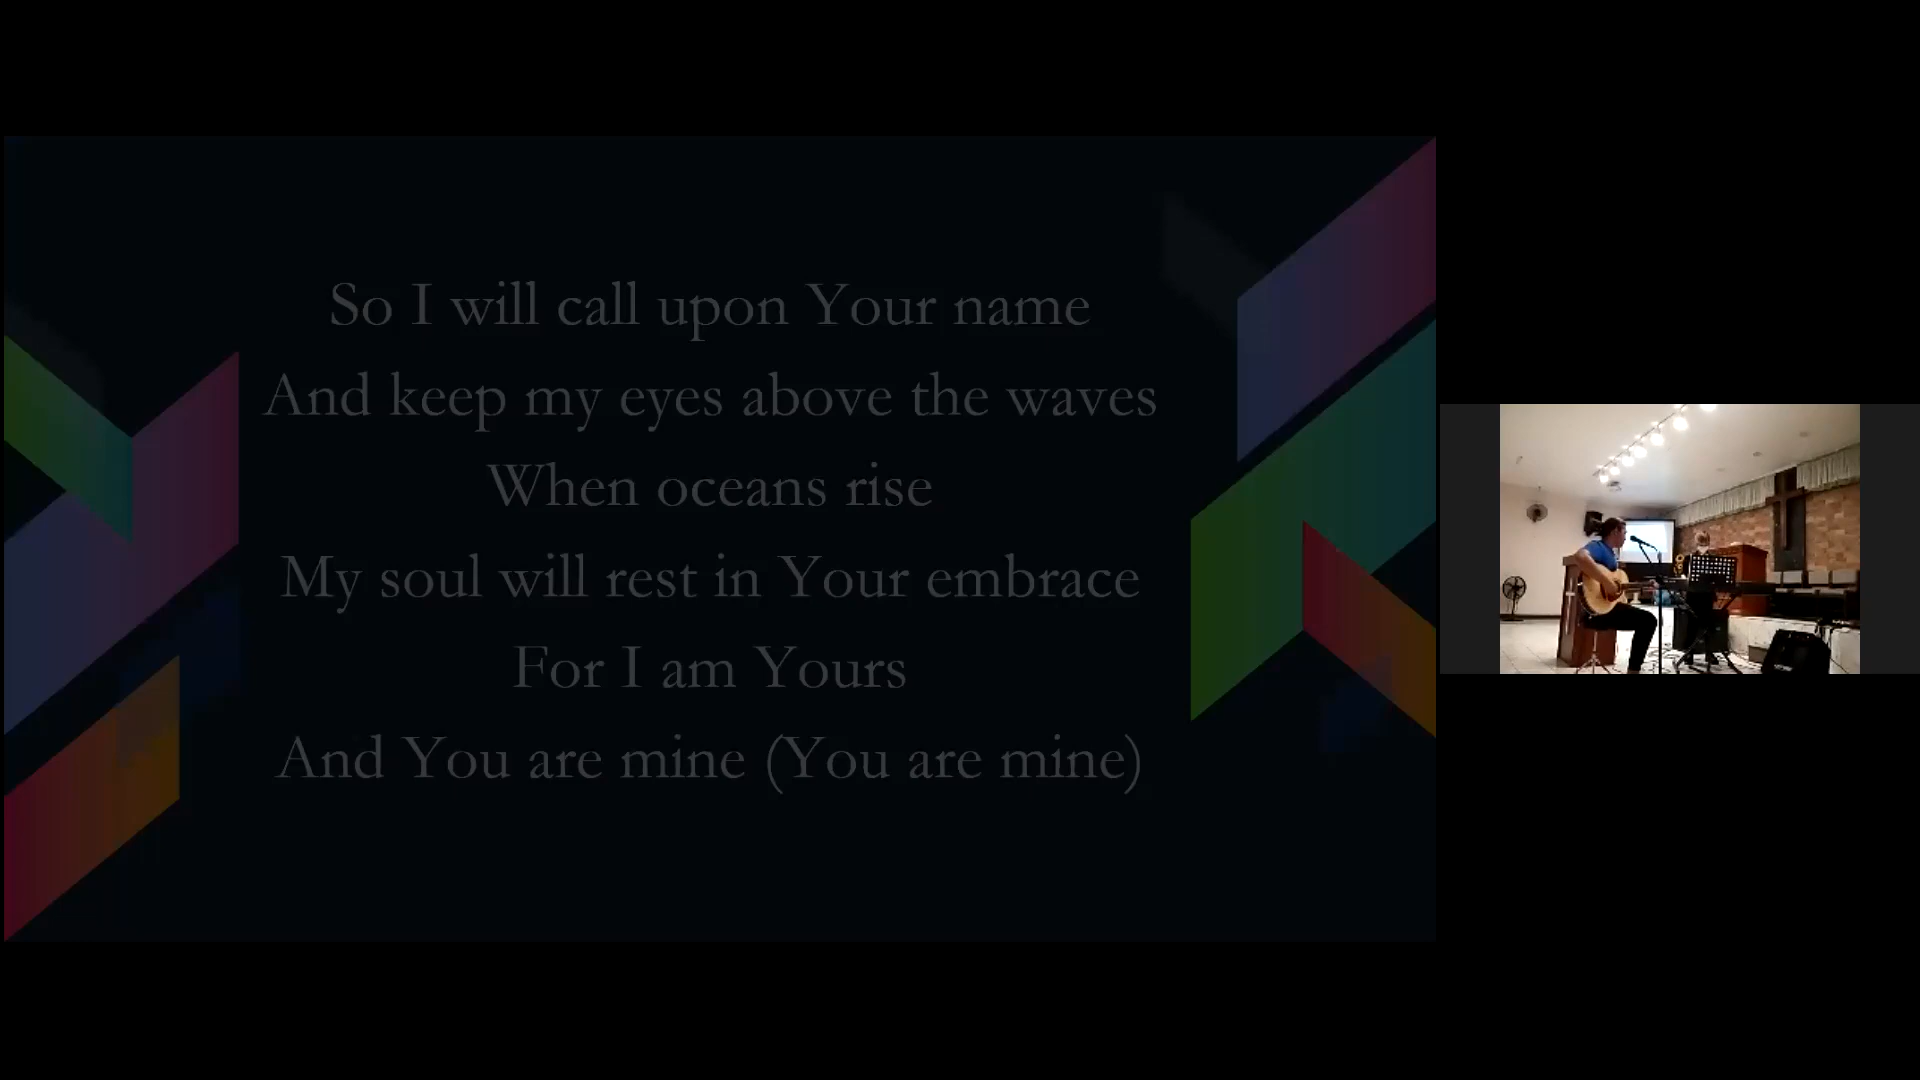 So I will call upon Your name
And keep my eyes above the waves
When oceans rise
My soul will rest in Your embrace
For I am Yours
And You are mine (You are mine)